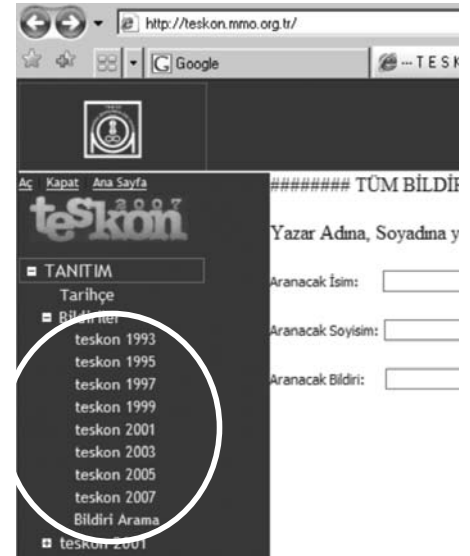 http://teskon.mmo.org.tr/
Google
--- T E S K
Aç Kapat Ana Sayfa
2007
teskon
######## TÜM BİLDİR
Yazar Adına, Soyadına y
Aranacak İsim:
Aranacak Soyisim:
Aranacak Bildiri:
TANITIM
Tarihçe
Bildiriler
teskon 1993
teskon 1995
teskon 1997
teskon 1999
teskon 2001
teskon 2003
teskon 2005
teskon 2007
Bildiri Arama
teskon 2001